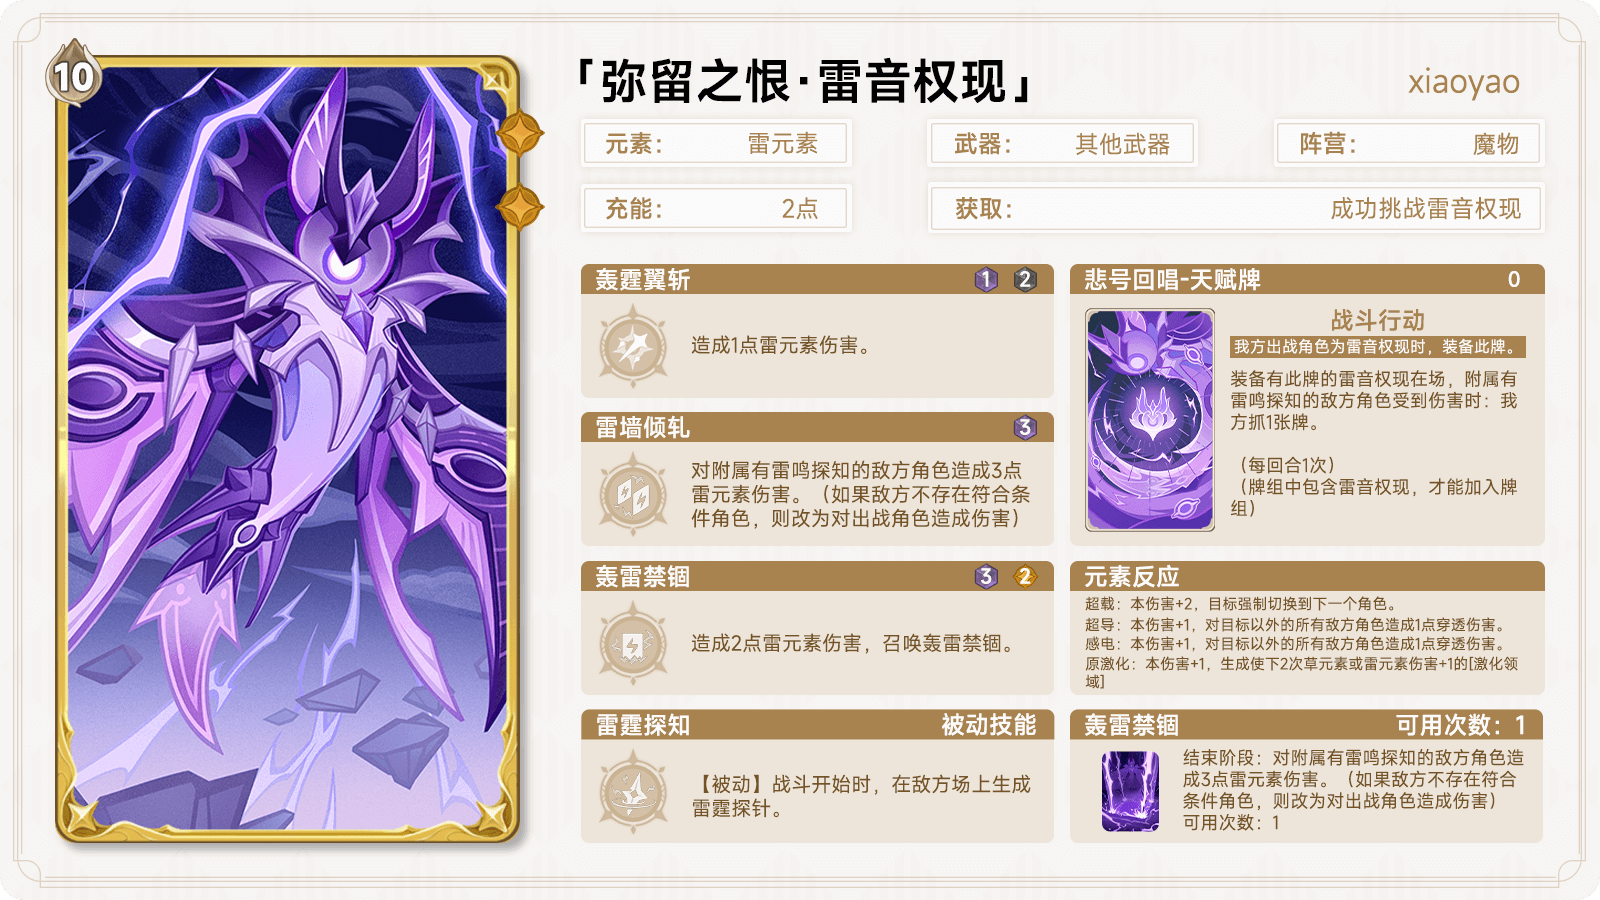 10
「弥留之恨·雷音权现」
xiaoyao
元素： 雷元素
武器： 其他武器
阵营： 魔物
充能： 2点
获取： 成功挑战雷音权现
轰霆翼斩 1 2
造成1点雷元素伤害。
雷墙倾轧 3
对附属有雷鸣探知的敌方角色造成3点
雷元素伤害。（如果敌方不存在符合条
件角色，则改为对出战角色造成伤害）
轰雷禁锢 3 2
造成2点雷元素伤害，召唤轰雷禁锢。
雷霆探知 被动技能
【被动】战斗开始时，在敌方场上生成
雷霆探针。
悲号回唱-天赋牌 0
战斗行动
我方出战角色为雷音权现时，装备此牌。
装备有此牌的雷音权现在场，附属有
雷鸣探知的敌方角色受到伤害时：我
方抓1张牌。
（每回合1次）
（牌组中包含雷音权现，才能加入牌
组）
元素反应
超载：本伤害+2，目标强制切换到下一个角色。
超导：本伤害+1，对目标以外的所有敌方角色造成1点穿透伤害。
感电：本伤害+1，对目标以外的所有敌方角色造成1点穿透伤害。
原激化：本伤害+1，生成使下2次草元素或雷元素伤害+1的[激化领
域]
轰雷禁锢 可用次数：1
结束阶段：对附属有雷鸣探知的敌方角色造
成3点雷元素伤害。（如果敌方不存在符合
条件角色，则改为对出战角色造成伤害）
可用次数：1